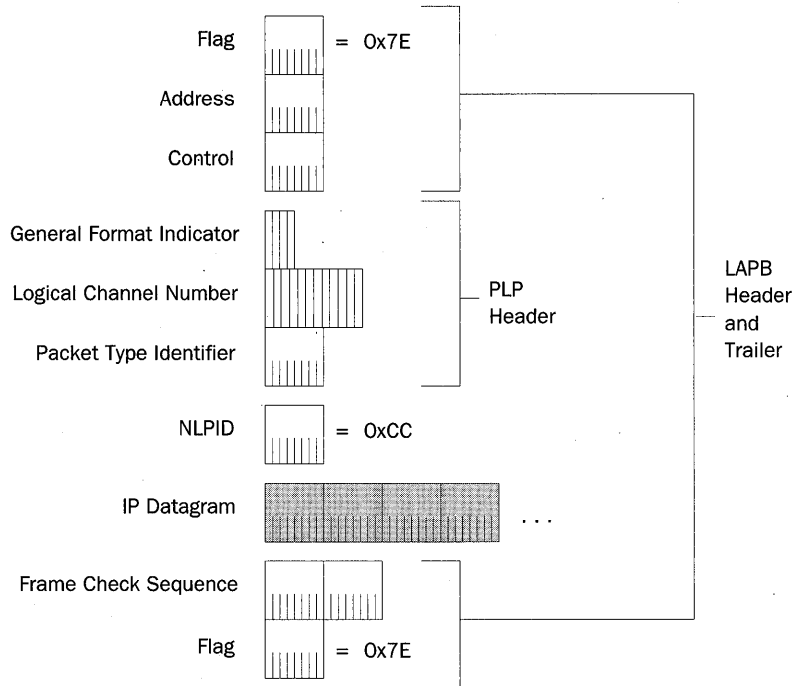 Flag = 0x7E
Address
Control
General Format Indicator
Logical Channel Number
PLP
Header
Packet Type Identifier
LAPB
Header
and
Trailer
NLPID = 0xCC
IP Datagram ...
Frame Check Sequence
Flag = 0x7E